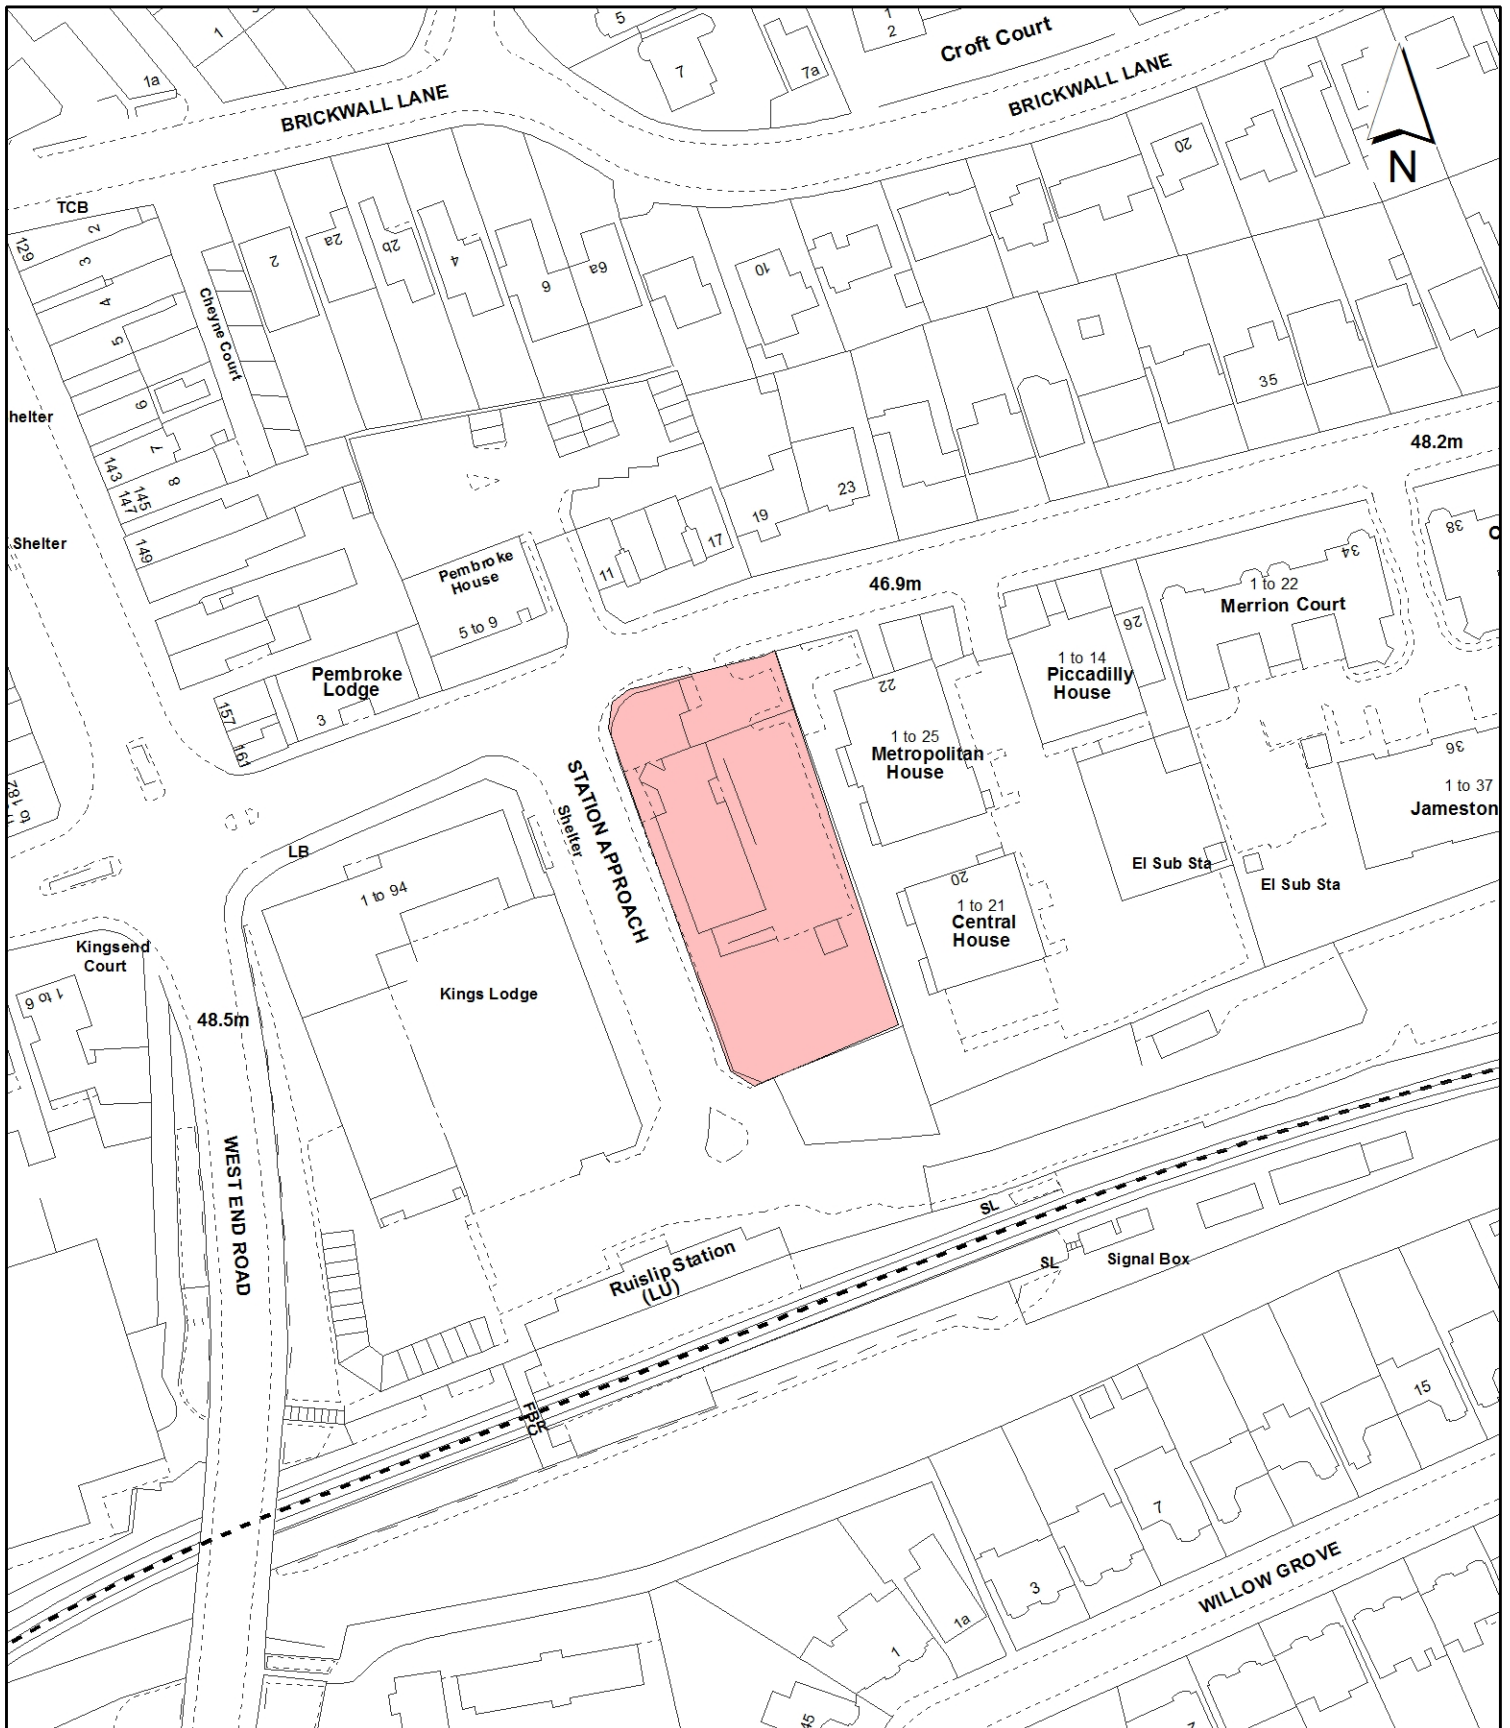 5
1
2
1
Croft Court
1a
7
7a
BRICKWALL LANE
BRICKWALL LANE
20
N
TCB
129
2
3
4
5
6
7
8
Cheyne Court
2
2a
2b
4
6
6a
10
35
helter
48.2m
143
145
147
149
Shelter
23
19
17
11
Pembroke
House
5 to 9
46.9m
38
34
1 to 22
Merrion Court
26
1 to 14
Piccadilly
House
Pembroke
Lodge
3
157
161
22
1 to 25
Metropolitan
House
36
1 to 37
Jameston
to 182
STATION APPROACH
Shelter
LB
1 to 94
El Sub Sta
El Sub Sta
20
1 to 21
Central
House
Kingsend
Court
1 to 6
Kings Lodge
48.5m
WEST END ROAD
SL
SL
Signal Box
Ruislip Station
(LU)
FB
CR
15
7
3
1a
1
WILLOW GROVE
45